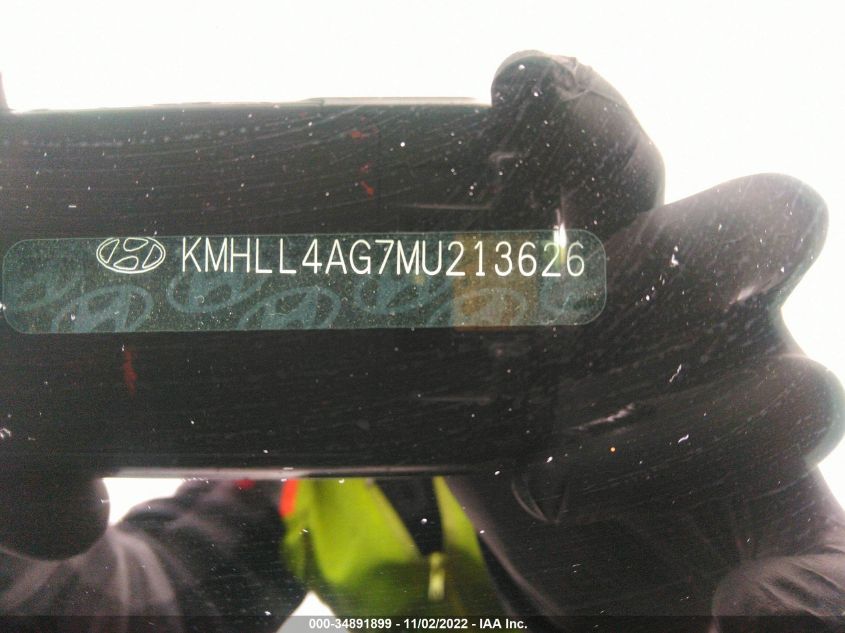 KMHLL4AG7MU213626
000-34891899 - 11/02/2022 - IAA Inc.